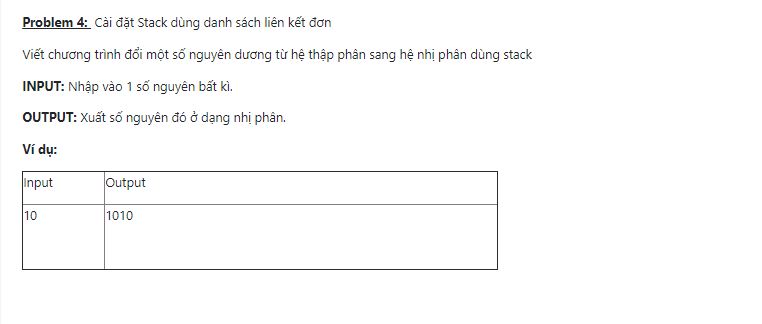 Problem 4: Cài đặt Stack dùng danh sách liên kết đơn
Viết chương trình đổi một số nguyên dương từ hệ thập phân sang hệ nhị phân dùng stack
INPUT: Nhập vào 1 số nguyên bất kì.
OUTPUT: Xuất số nguyên đó ở dạng nhị phân.
Ví dụ:
Input Output
10 1010